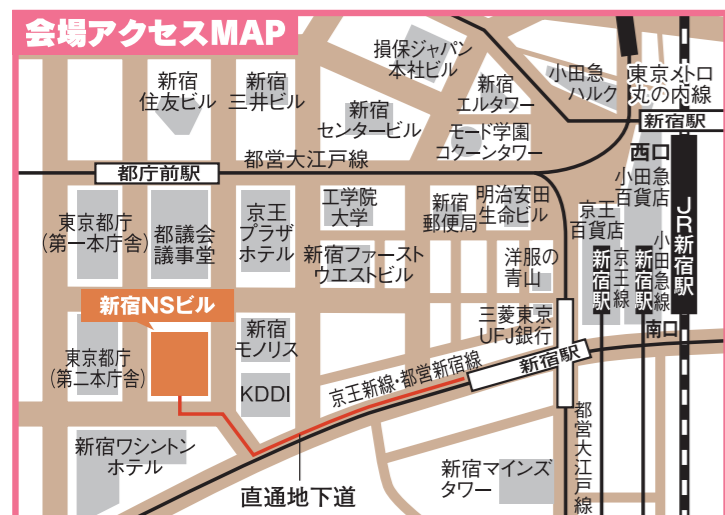 会場アクセスMAP
損保ジャパン
本社ビル
新宿
住友ビル
新宿
三井ビル
新宿
センタービル
新宿
エルタワー
小田急
ハルク
東京メトロ
丸の内線
新宿駅
モード学園
コクーンタワー
西口
都営大江戸線
都庁前駅
小田急
百貨店
JR新宿駅
東京都庁
(第一本庁舎)
都議会
議事堂
京王
プラザ
ホテル
工学院
大学
新宿
郵便局
明治安田
生命ビル
京王
百貨店
新宿ファースト
ウエストビル
洋服の
青山
新宿駅
京王線
新宿駅
小田急線
新宿NSビル
三菱東京
UFJ銀行
南口
東京都庁
(第二本庁舎)
新宿
モノリス
新宿駅
京王新線・都営新宿線
KDDI
都営大江戸線
新宿ワシントン
ホテル
直通地下道
新宿マインズ
タワー